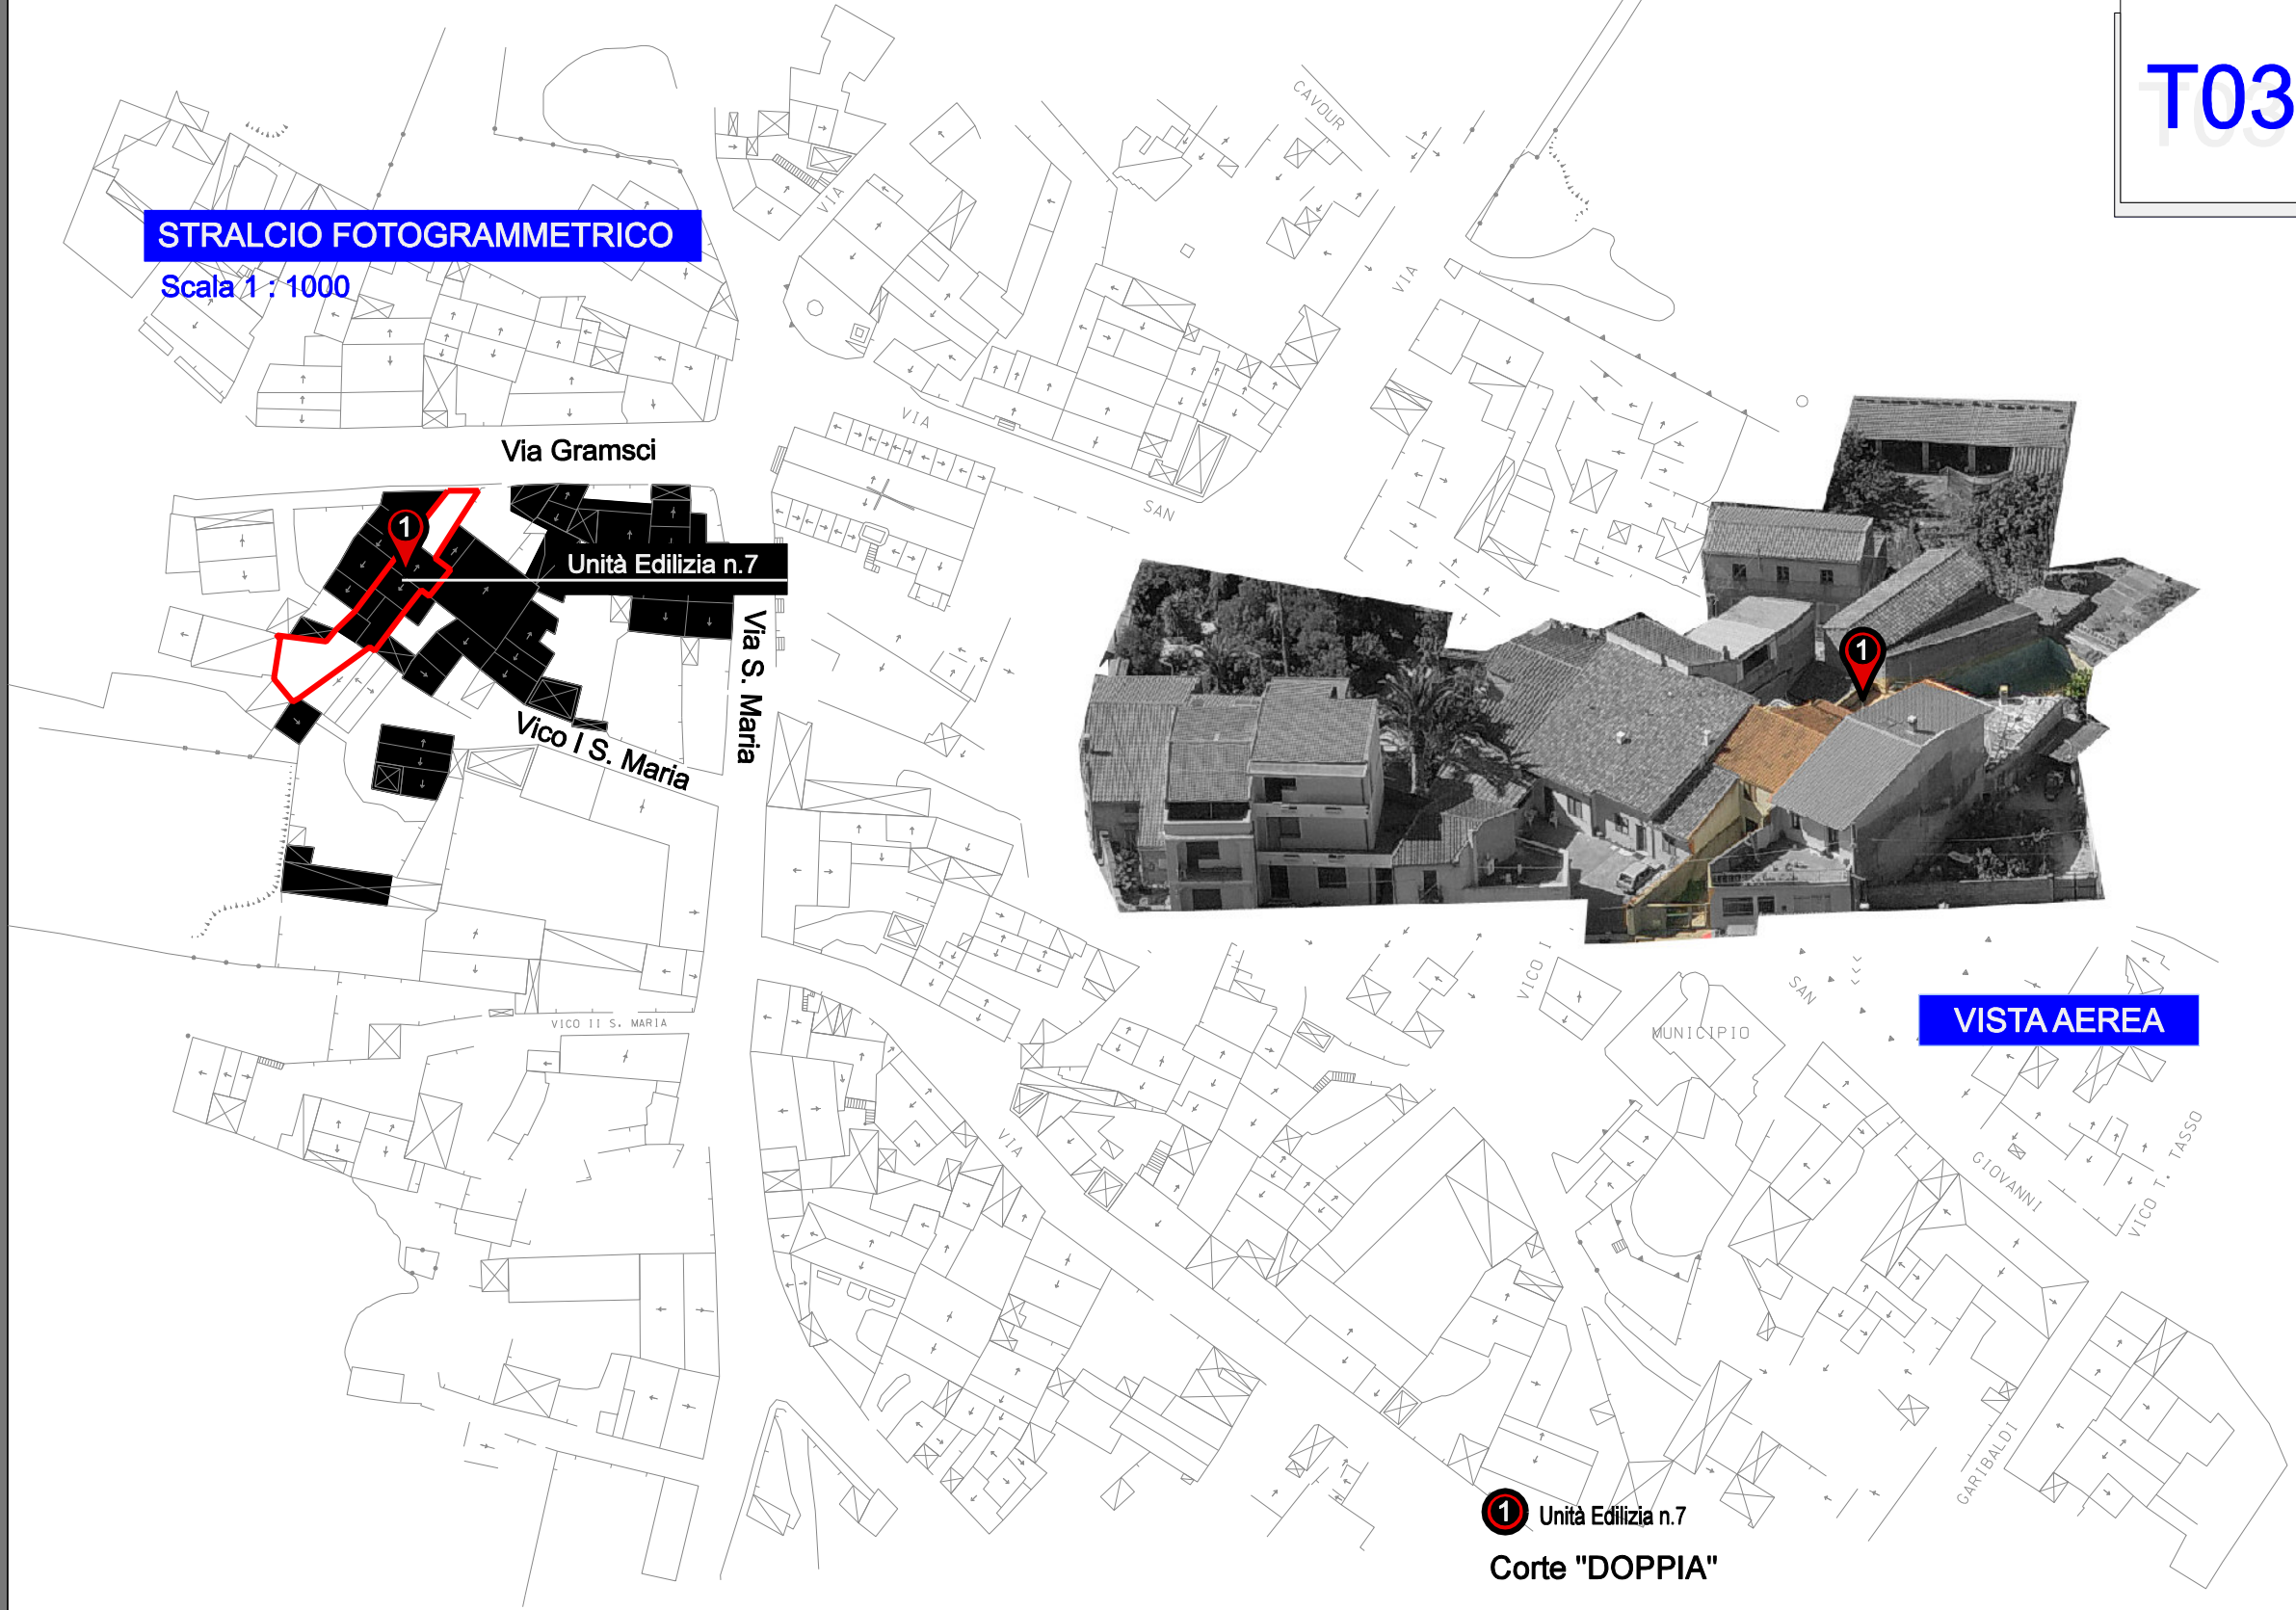 T03
CAVOUR
VIA
STRALCIO FOTOGRAMMETRICO
Scala 1 : 1000
VIA
VIA
Via Gramsci
SAN
1
Unità Edilizia n.7
Via S. Maria
1
Vico I S. Maria
VICO I
SAN
VISTA AEREA
VICO II S. MARIA
MUNICIPIO
VIA
GIOVANNI
VICO T. TASSO
GARIBALDI
1 Unità Edilizia n.7
Corte "DOPPIA"